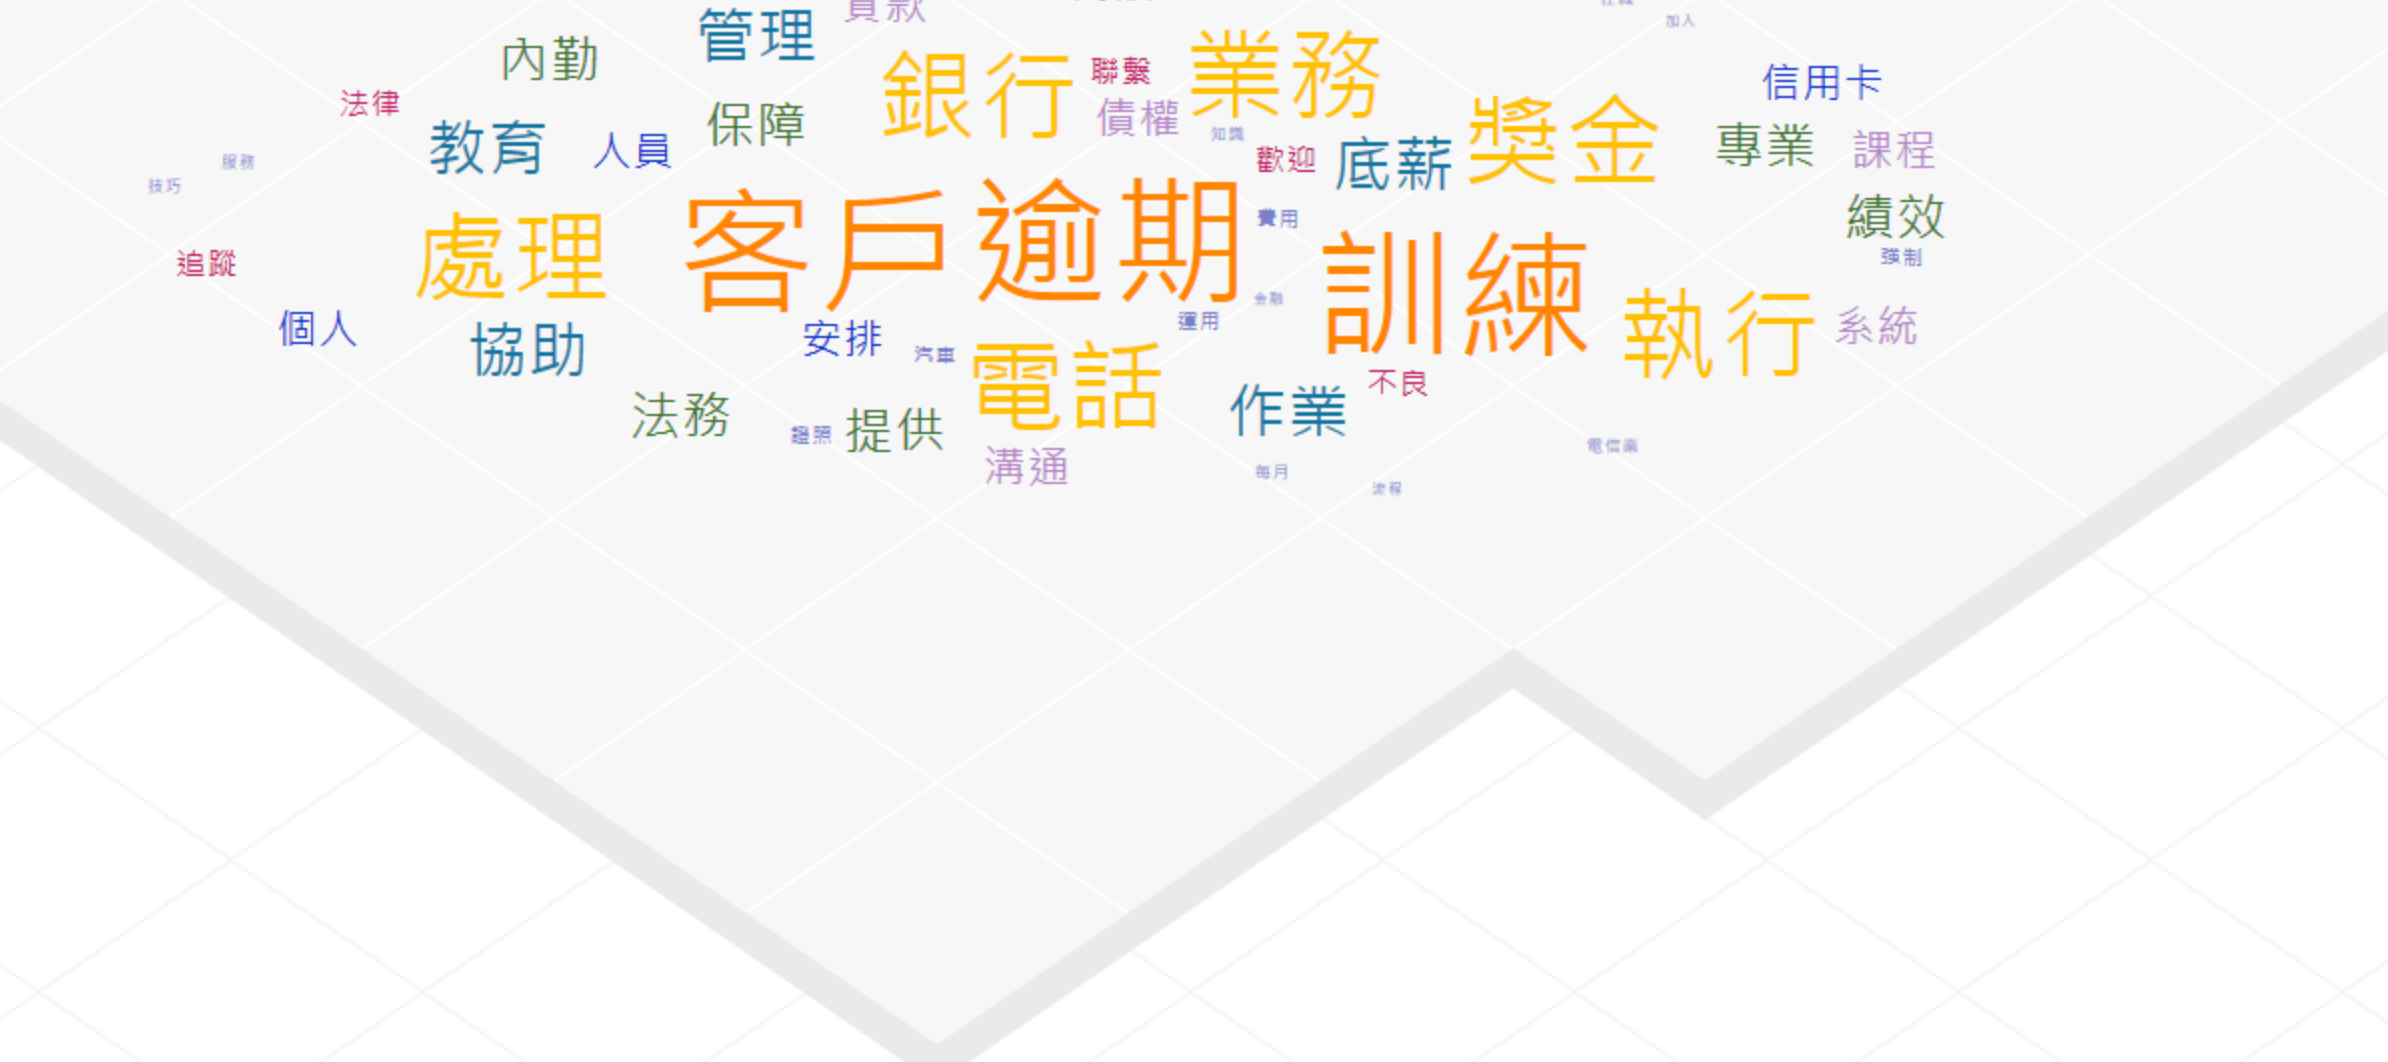 貸款
加入
管理
內勤
銀行
聯繫
業務
信用卡
法律
保障
債權
獎金
專業
課程
教育
人員
知識
歡迎
底薪
服務
技巧
績效
處理
客戶
逾期
費用
訓練
強制
追蹤
金融
執行
系統
個人
協助
安排
汽車
運用
電話
不良
作業
法務
證照
提供
溝通
電信業
每月
流程